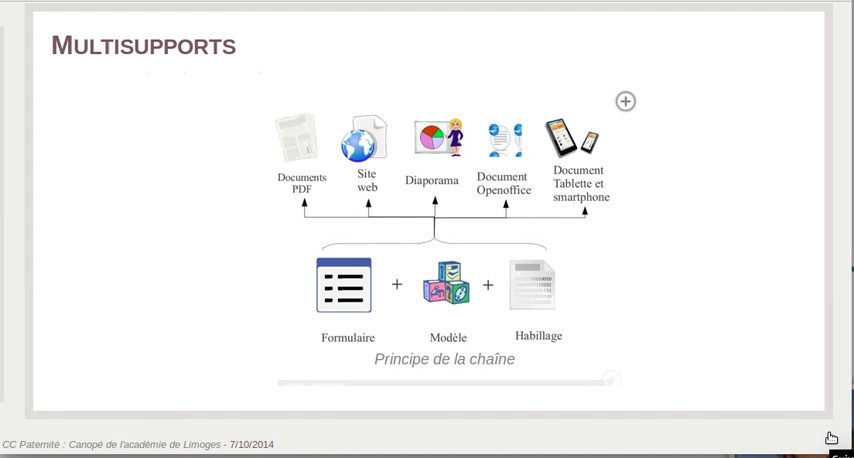 MULTISUPPORTS
Documents
PDF
Site
web
Diaporama
Document
Openoffice
Document
Tablette et
smartphone
+
+
Formulaire
Modèle
Habillage
Principe de la chaîne
CC Paternité : Canopé de l'académie de Limoges - 7/10/2014